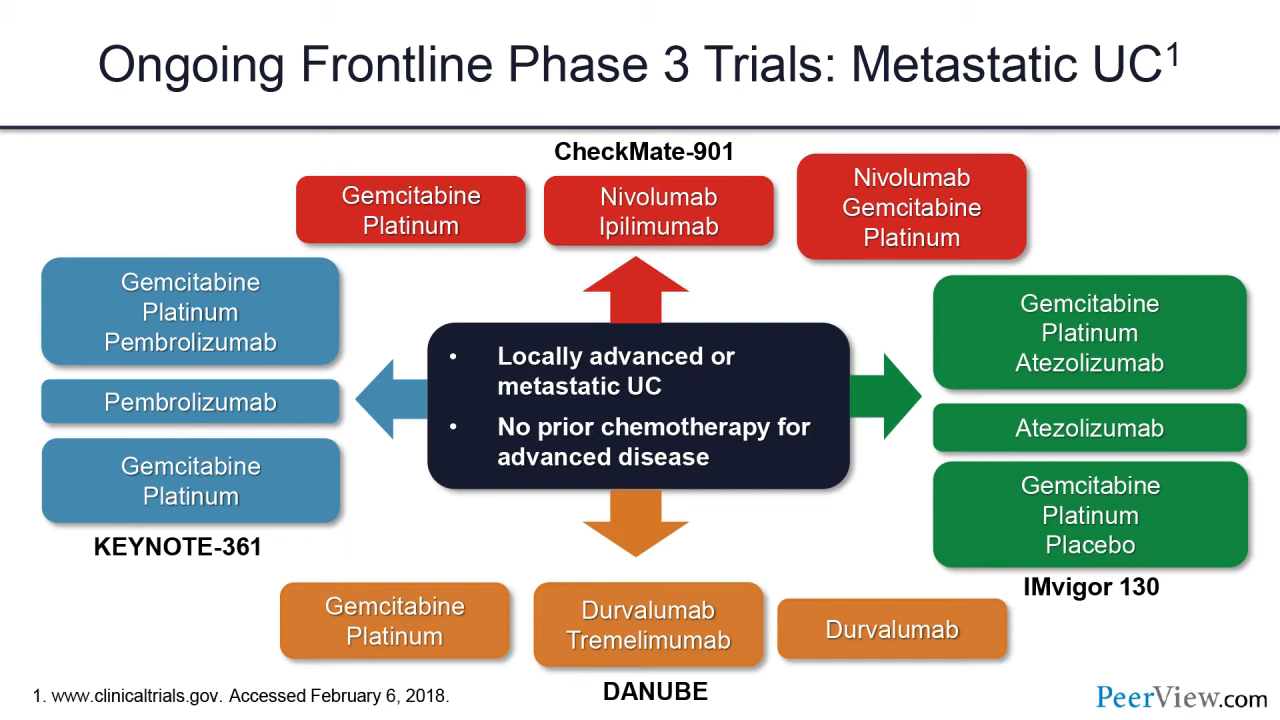 Ongoing Frontline Phase 3 Trials: Metastatic UC1
CheckMate-901
Gemcitabine
Platinum
Nivolumab
Ipilimumab
Nivolumab
Gemcitabine
Platinum
Gemcitabine
Platinum
Pembrolizumab
Pembrolizumab
Gemcitabine
Platinum
KEYNOTE-361
• Locally advanced or
metastatic UC
• No prior chemotherapy for
advanced disease
Gemcitabine
Platinum
Atezolizumab
Atezolizumab
Gemcitabine
Platinum
Placebo
IMvigor 130
Gemcitabine
Platinum
Durvalumab
Tremelimumab
Durvalumab
DANUBE
1. www.clinicaltrials.gov. Accessed February 6, 2018.
PeerView.com